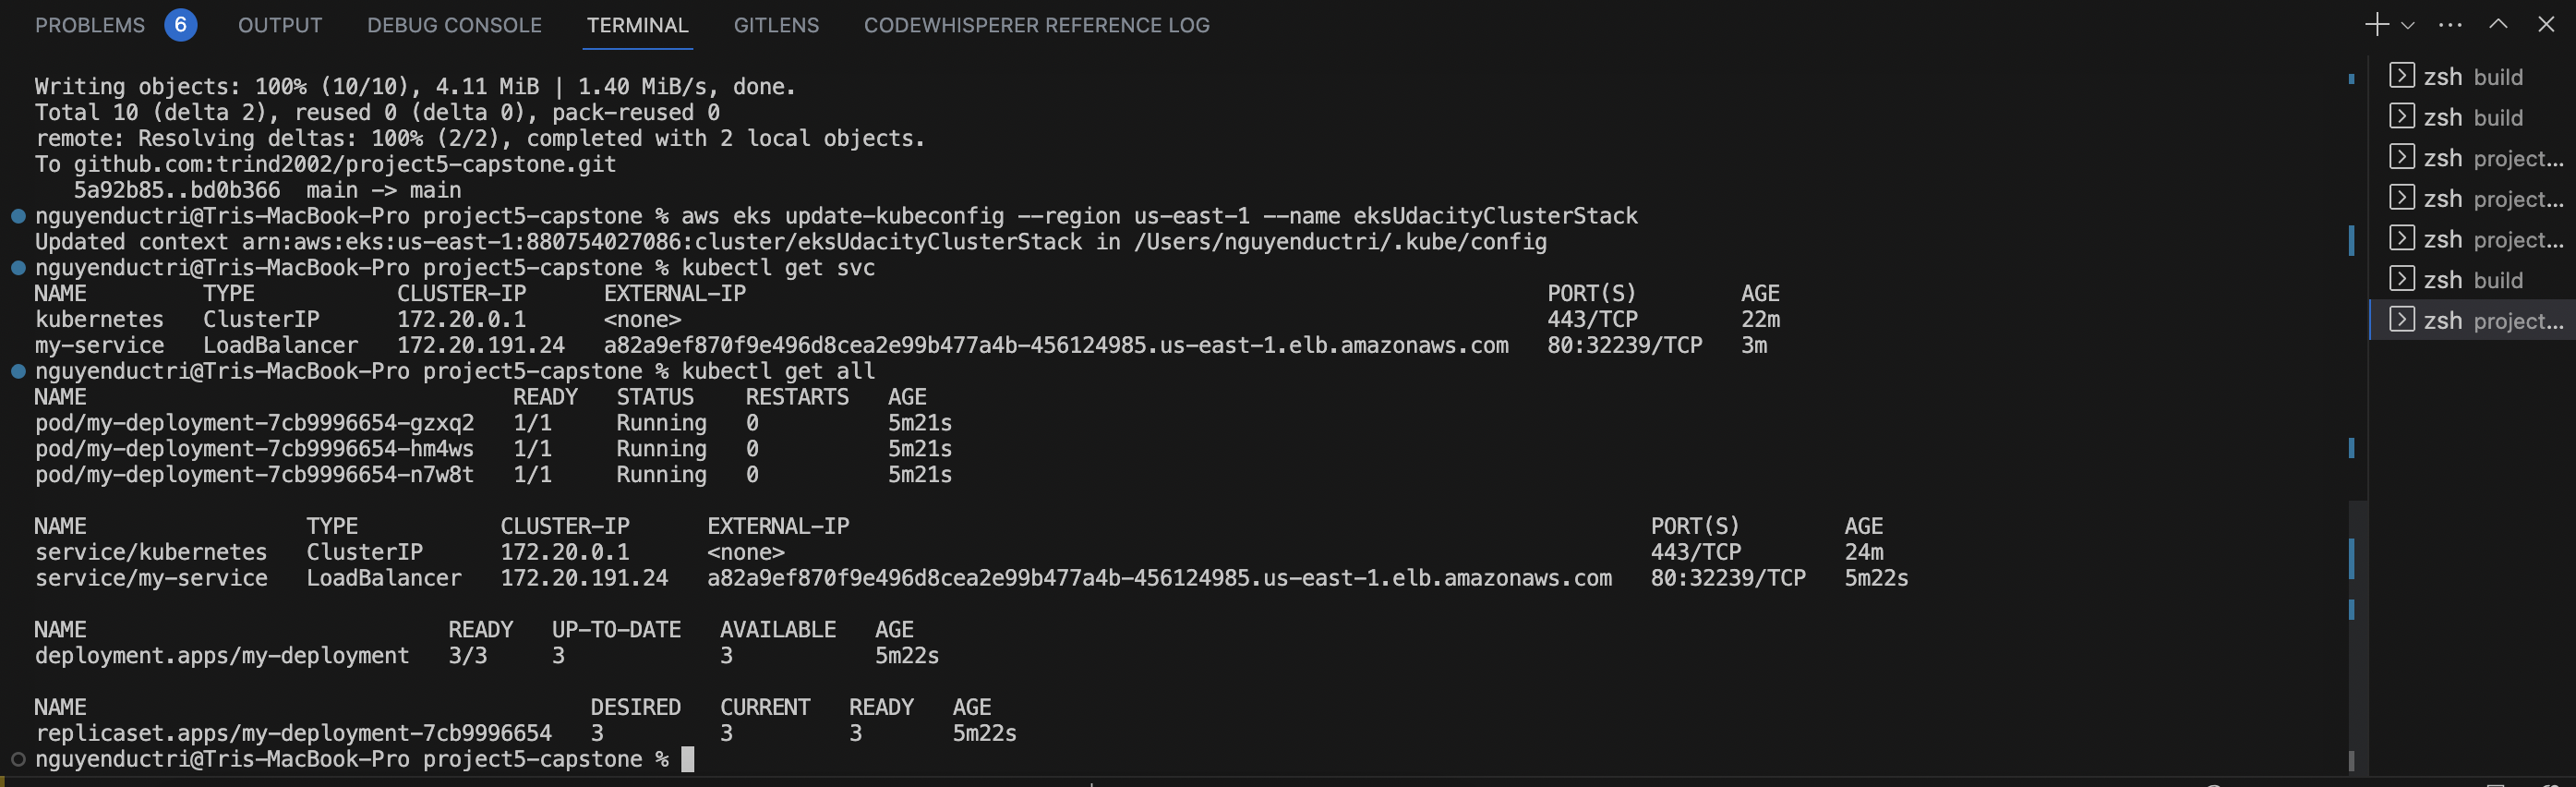 PROBLEMS 6 OUTPUT DEBUG CONSOLE TERMINAL GITLENS CODEWHISPERER REFERENCE LOG
Writing objects: 100% (10/10), 4.11 MiB | 1.40 MiB/s, done.
Total 10 (delta 2), reused 0 (delta 0), pack-reused 0
remote: Resolving deltas: 100% (2/2), completed with 2 local objects.
To github.com:trind2002/project5-capstone.git
   5a92b85..bd0b366  main -> main
nguyenductri@Tris-MacBook-Pro project5-capstone % aws eks update-kubeconfig --region us-east-1 --name eksUdacityClusterStack
Updated context arn:aws:eks:us-east-1:880754027086:cluster/eksUdacityClusterStack in /Users/nguyenductri/.kube/config
nguyenductri@Tris-MacBook-Pro project5-capstone % kubectl get svc
NAME         TYPE           CLUSTER-IP      EXTERNAL-IP                                                              PORT(S)        AGE
kubernetes   ClusterIP      172.20.0.1      <none>                                                                   443/TCP        22m
my-service   LoadBalancer   172.20.191.24   a82a9ef870f9e496d8cea2e99b477a4b-456124985.us-east-1.elb.amazonaws.com   80:32239/TCP   3m
nguyenductri@Tris-MacBook-Pro project5-capstone % kubectl get all
NAME                                 READY   STATUS    RESTARTS   AGE
pod/my-deployment-7cb9996654-gzxq2   1/1     Running   0          5m21s
pod/my-deployment-7cb9996654-hm4ws   1/1     Running   0          5m21s
pod/my-deployment-7cb9996654-n7w8t   1/1     Running   0          5m21s
NAME                 TYPE           CLUSTER-IP      EXTERNAL-IP                                                              PORT(S)        AGE
service/kubernetes   ClusterIP      172.20.0.1      <none>                                                                   443/TCP        24m
service/my-service   LoadBalancer   172.20.191.24   a82a9ef870f9e496d8cea2e99b477a4b-456124985.us-east-1.elb.amazonaws.com   80:32239/TCP   5m22s
NAME                            READY   UP-TO-DATE   AVAILABLE   AGE
deployment.apps/my-deployment   3/3     3            3           5m22s
NAME                                       DESIRED   CURRENT   READY   AGE
replicaset.apps/my-deployment-7cb9996654   3         3         3       5m22s
nguyenductri@Tris-MacBook-Pro project5-capstone %
zsh build
zsh build
zsh project...
zsh project...
zsh project...
zsh build
zsh project...